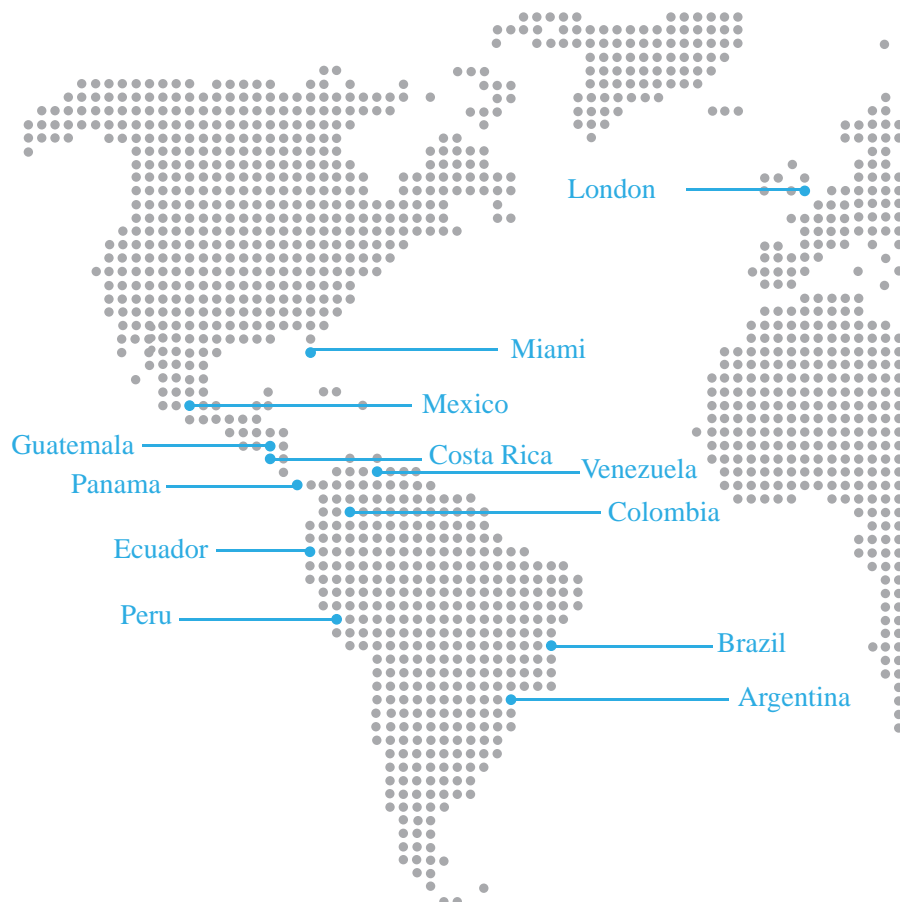 London
Miami
Mexico
Guatemala
Costa Rica
Venezuela
Panama
Colombia
Ecuador
Peru
Brazil
Argentina